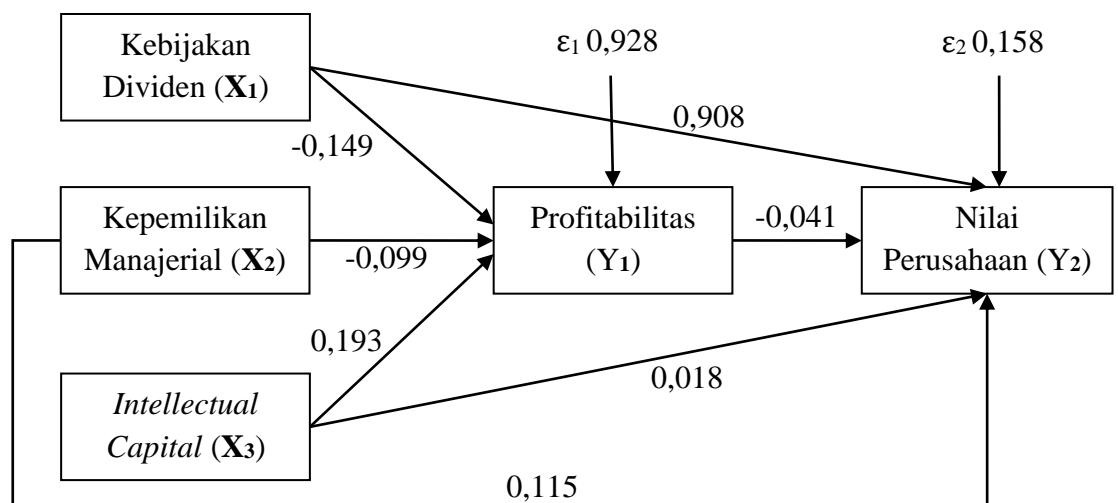 Kebijakan
Dividen (X1)
ε1 0,928
ε2 0,158
0,908
-0,149
Kepemilikan
Manajerial (X2)
-0,099
Profitabilitas
(Y1)
-0,041
Nilai
Perusahaan (Y2)
0,193
0,018
Intellectual
Capital (X3)
0,115